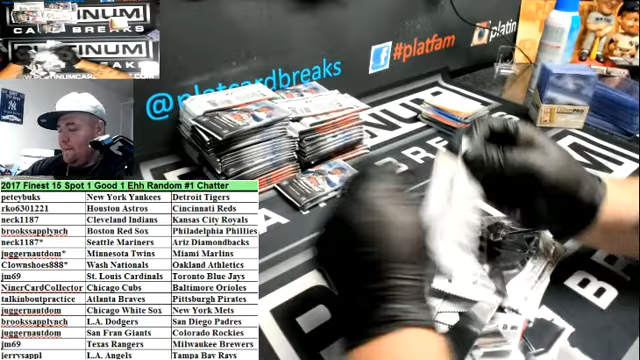 PLATINUM
CARD BREAKS
WWW.PLATINUMCARDBREAKS.COM
#platfam
@platcardbreaks
platin
2017 Finest 15 Spot 1 Good 1 Ehh Random #1 Chatter
peteybuks New York Yankees Detroit Tigers
rko6301221 Houston Astros Cincinnati Reds
neck1187 Cleveland Indians Kansas City Royals
brookssapplynch Boston Red Sox Philadelphia Phillies
neck1187* Seattle Mariners Ariz Diamondbacks
juggernautdom* Minnesota Twins Miami Marlins
Clownshoes888* Wash Nationals Oakland Athletics
jm69 St. Louis Cardinals Toronto Blue Jays
NinerCardCollector Chicago Cubs Baltimore Orioles
talkinboutpractice Atlanta Braves Pittsburgh Pirates
juggernautdom Chicago White Sox New York Mets
brookssapplynch L.A. Dodgers San Diego Padres
juggernautdom San Fran Giants Colorado Rockies
jm69 Texas Rangers Milwaukee Brewers
jerrysappl L.A. Angels Tampa Bay Rays